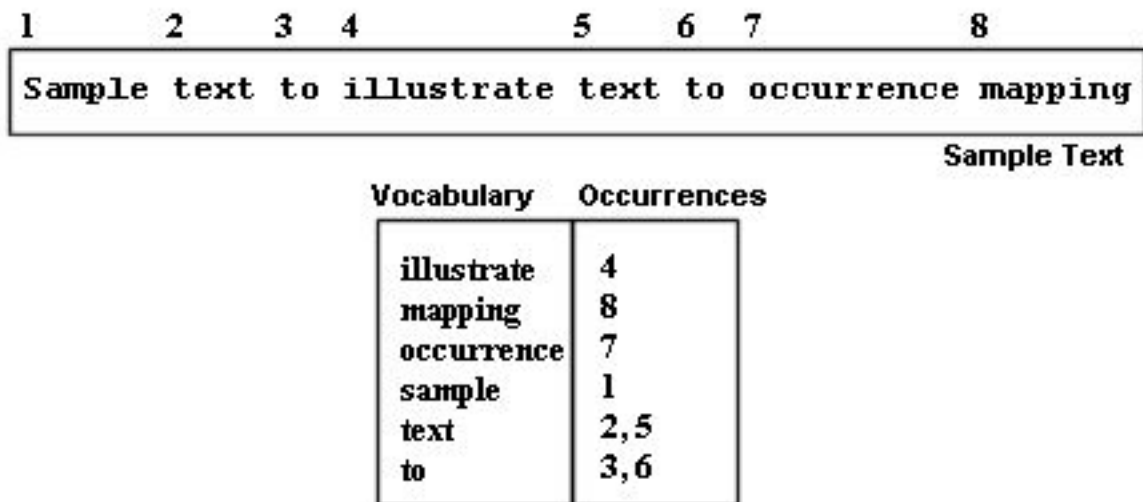 1 2 3 4 5 6 7 8
Sample text to illustrate text to occurrence mapping
Sample Text
Vocabulary Occurrences
illustrate 4
mapping 8
occurrence 7
sample 1
text 2,5
to 3,6